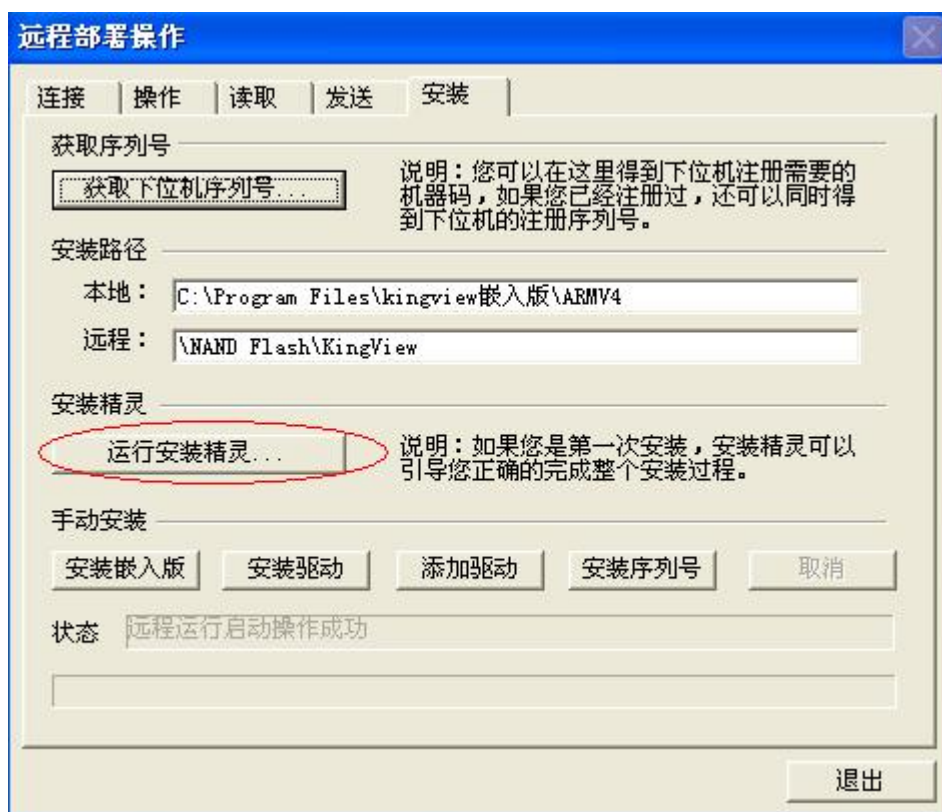 远程部署操作
连接 操作 读取 发送 安装
获取序列号
获取下位机序列号...
说明：您可以在这里得到下位机注册需要的
机器码，如果您已经注册过，还可以同时得
到下位机的注册序列号。
安装路径
本地： C:\Program Files\kingview嵌入版\ARMV4
远程： \NAND Flash\KingView
安装精灵
运行安装精灵...
说明：如果您是第一次安装，安装精灵可以
引导您正确的完成整个安装过程。
手动安装
安装嵌入版 安装驱动 添加驱动 安装序列号 取消
状态 远程运行启动操作成功
退出